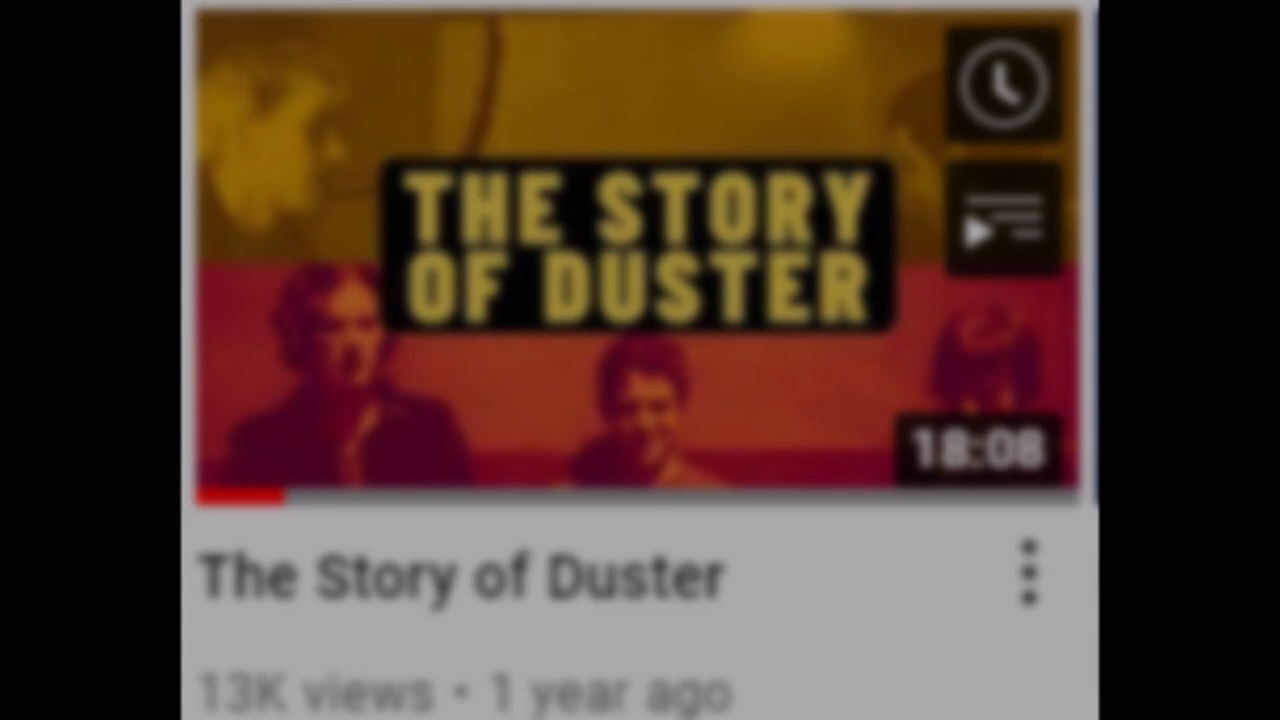 THE STORY
OF DUSTER
18:08
The Story of Duster
13K views • 1 year ago